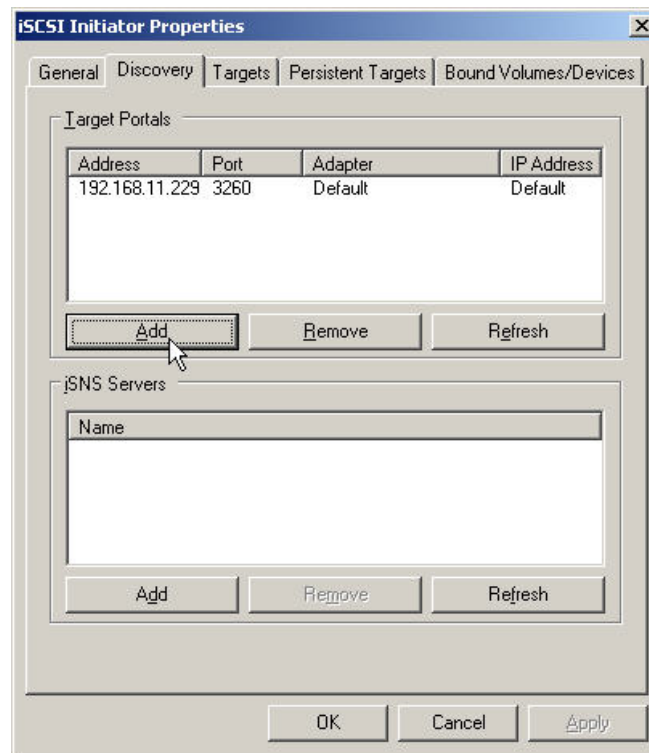 iSCSI Initiator Properties
General Discovery Targets Persistent Targets Bound Volumes/Devices
Target Portals
Address Port Adapter IP Address
192.168.11.229 3260 Default Default
Add Remove Refresh
iSNS Servers
Name
Add Remove Refresh
OK Cancel Apply